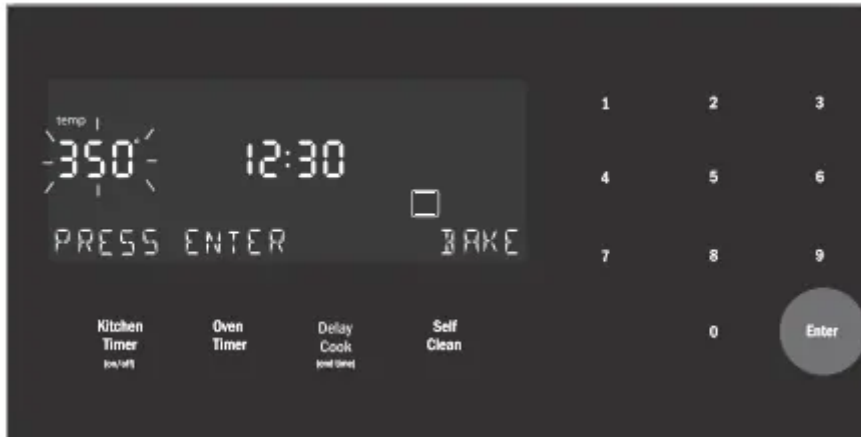 temp
350° 12:30
PRESS ENTER BAKE
1 2 3
4 5 6
7 8 9
0 Enter
Kitchen Timer (on/off)
Oven Timer
Delay Cook (end time)
Self Clean